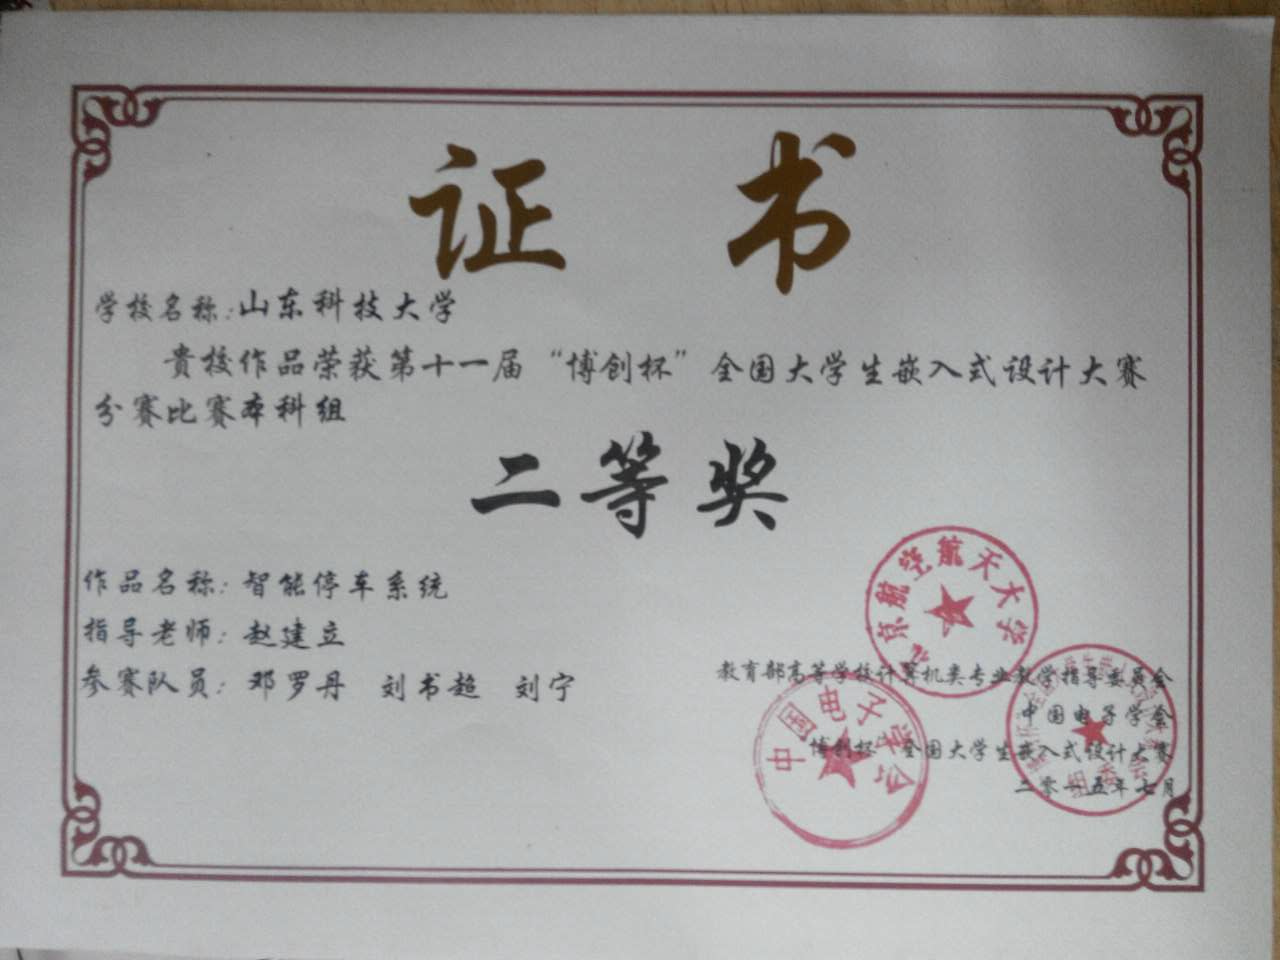 证书
学校名称:山东科技大学
贵校作品荣获第十一届“博创杯”全国大学生嵌入式设计大赛
分赛比赛本科组
二等奖
作品名称:智能停车系统
指导老师:赵建立
参赛队员:邓罗丹 刘书超 刘宁
北京航空航天大学
教育部高等学校计算机类专业教学指导委员会
中国电子学会
博创杯 全国大学生嵌入式设计大赛
二零一五年七月
中国电子学会
组委会